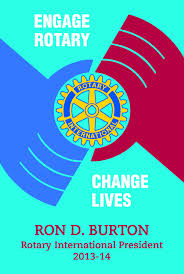 ENGAGE
ROTARY
ROTARY
INTERNATIONAL
CHANGE
LIVES
RON D. BURTON
Rotary International President
2013-14